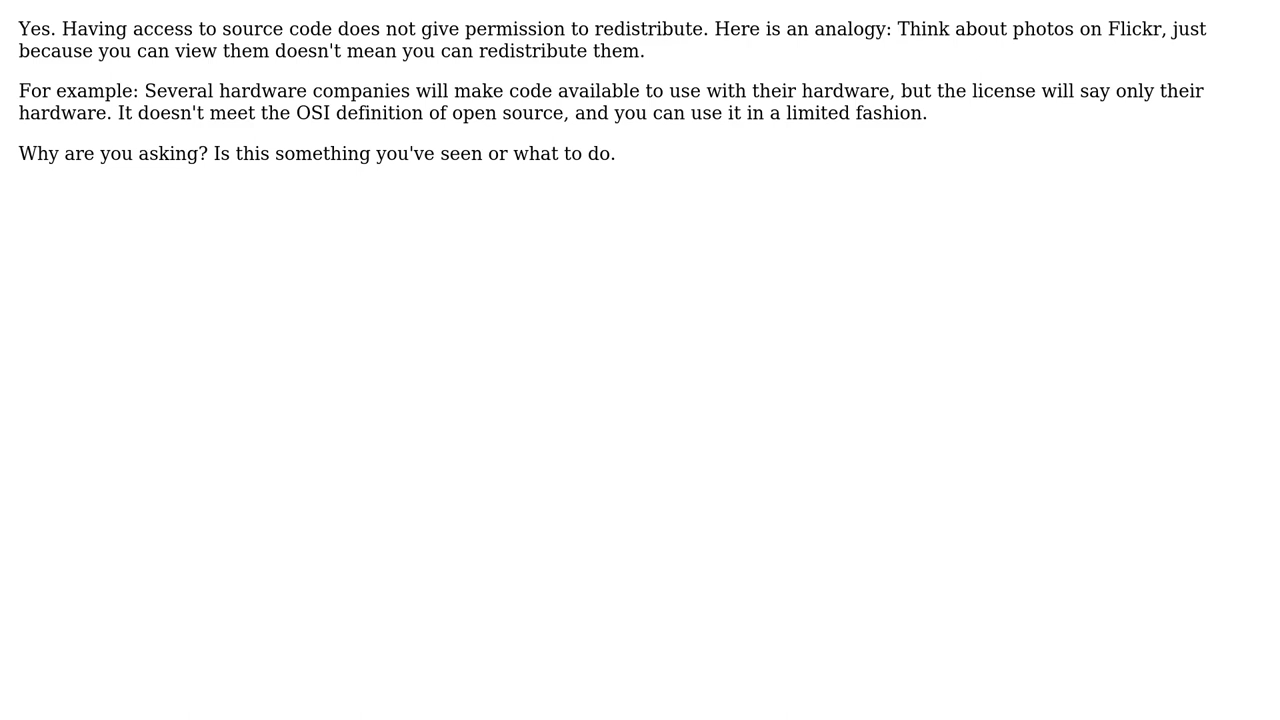 Yes. Having access to source code does not give permission to redistribute. Here is an analogy: Think about photos on Flickr, just
because you can view them doesn't mean you can redistribute them.
For example: Several hardware companies will make code available to use with their hardware, but the license will say only their
hardware. It doesn't meet the OSI definition of open source, and you can use it in a limited fashion.
Why are you asking? Is this something you've seen or what to do.